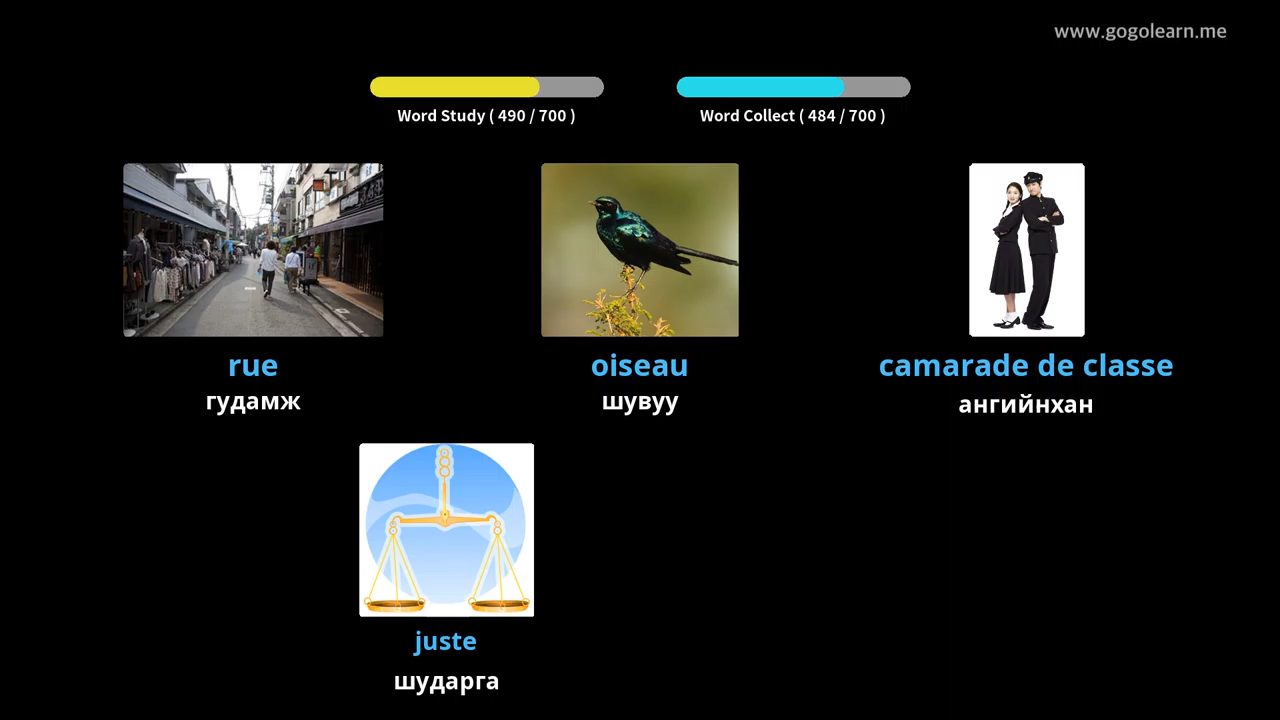 www.gogolearn.me
Word Study ( 490 / 700 )
Word Collect ( 484 / 700 )
rue
гудамж
oiseau
шувуу
camarade de classe
ангийнхан
juste
шударга